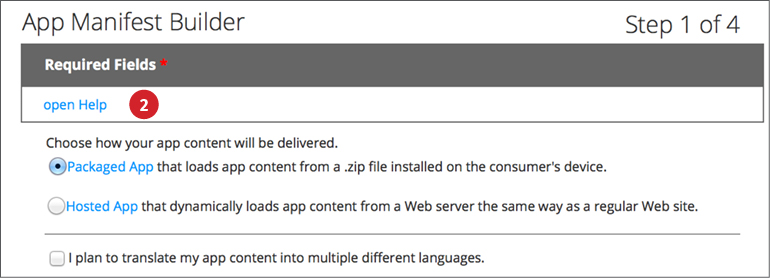 App Manifest Builder
Step 1 of 4
Required Fields *
open Help
2
Choose how your app content will be delivered.
Packaged App that loads app content from a .zip file installed on the consumer's device.
Hosted App that dynamically loads app content from a Web server the same way as a regular Web site.
I plan to translate my app content into multiple different languages.